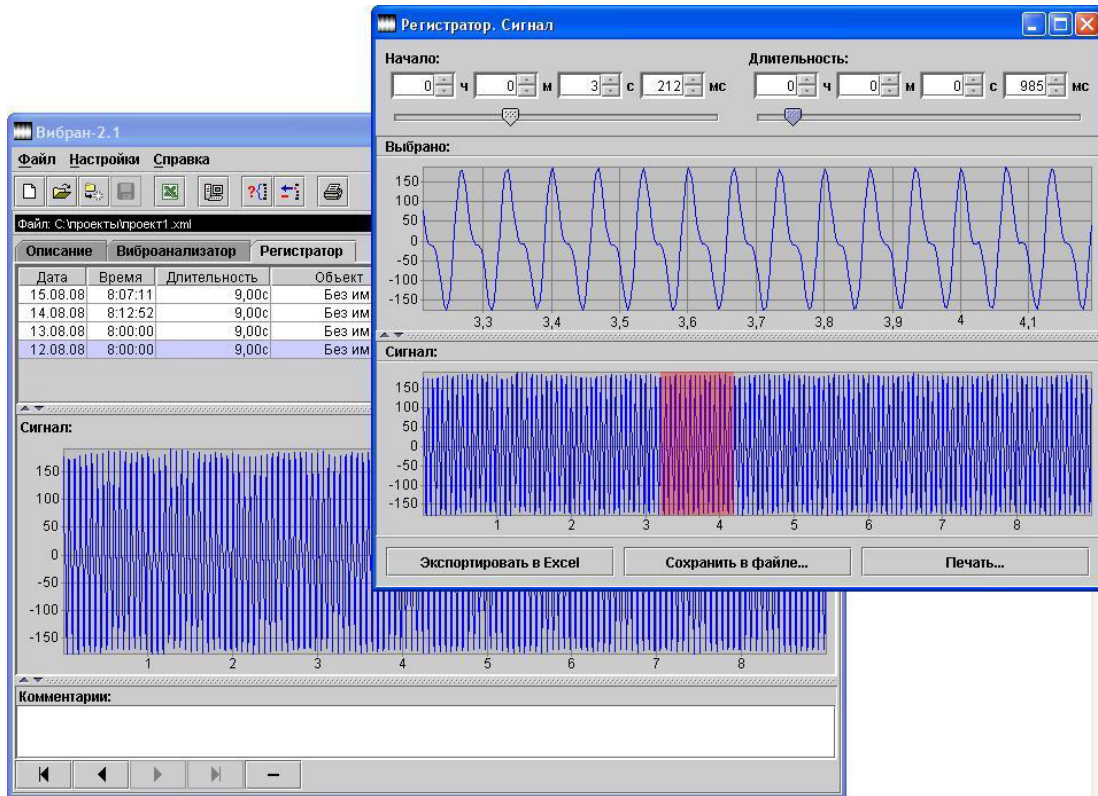 Регистратор. Сигнал
Начало:
Длительность:
0 ч 0 м 3 с 212 мс
0 ч 0 м 0 с 985 мс
Выбрано:
150
100
50
0
-50
-100
-150
3,3 3,4 3,5 3,6 3,7 3,8 3,9 4 4,1
Сигнал:
150
100
50
0
-50
-100
-150
1 2 3 4 5 6 7 8
Экспортировать в Excel
Сохранить в файле...
Печать...
Вибран-2.1
Файл Настройки Справка
Файл: C:\проекты\проект1.xml
Описание Виброанализатор Регистратор
Дата Время Длительность Объект
15.08.08 8:07:11 9,00с Без им
14.08.08 8:12:52 9,00с Без им
13.08.08 8:00:00 9,00с Без им
12.08.08 8:00:00 9,00с Без им
Сигнал:
150
100
50
0
-50
-100
-150
1 2 3 4 5 6 7 8
Комментарии: